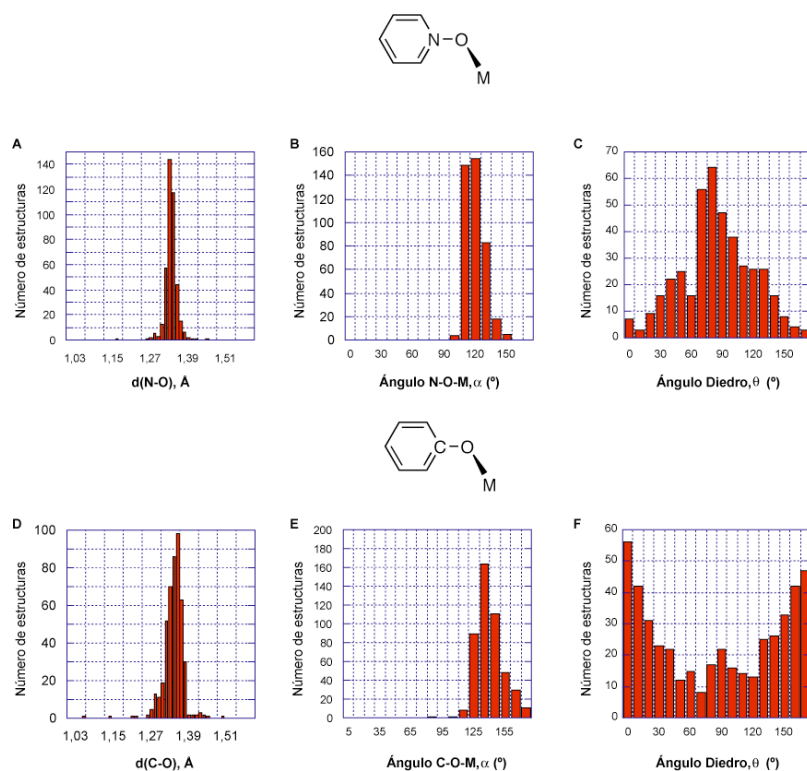 N O
M
A
Número de estructuras
140
120
100
80
60
40
20
0
1,03 1,15 1,27 1,39 1,51
d(N-O), Å
B
Número de estructuras
160
140
120
100
80
60
40
20
0
0 30 60 90 120 150
Ángulo N-O-M, α (º)
C
Número de estructuras
70
60
50
40
30
20
10
0
0 30 60 90 120 150
Ángulo Diedro, θ (º)
C O
M
D
Número de estructuras
100
80
60
40
20
0
1,03 1,15 1,27 1,39 1,51
d(C-O), Å
E
Número de estructuras
200
180
160
140
120
100
80
60
40
20
0
5 35 65 95 125 155
Ángulo C-O-M, α (º)
F
Número de estructuras
60
50
40
30
20
10
0
0 30 60 90 120 150
Ángulo Diedro, θ (º)